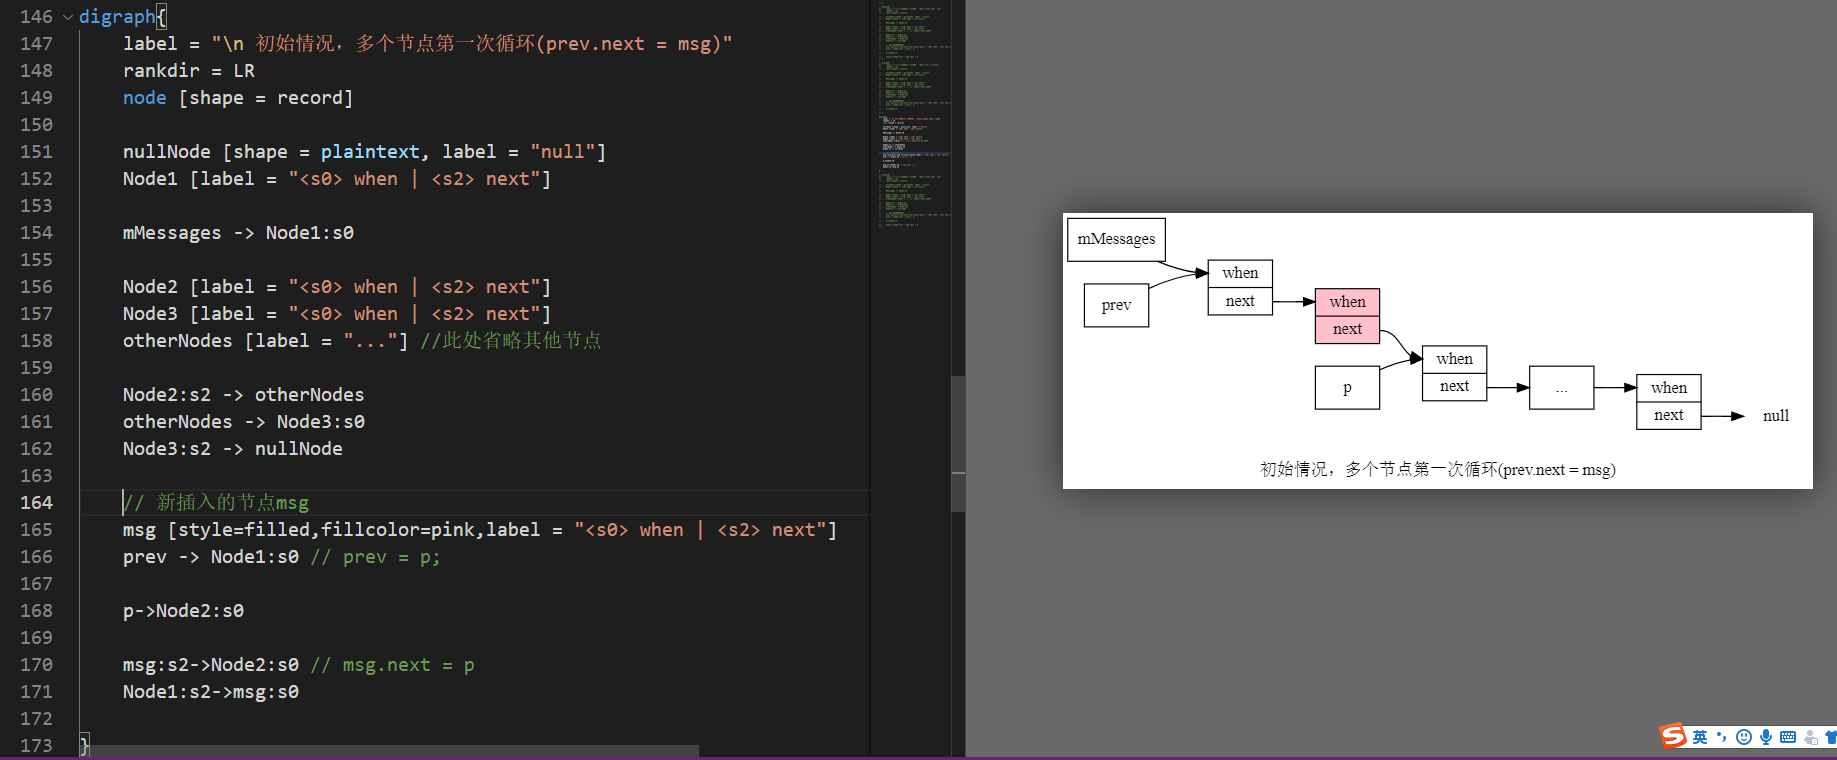 146 digraph{
147 label = "\n 初始情况，多个节点第一次循环(prev.next = msg)"
148 rankdir = LR
149 node [shape = record]
150
151 nullNode [shape = plaintext, label = "null"]
152 Node1 [label = "<s0> when | <s2> next"]
153
154 mMessages -> Node1:s0
155
156 Node2 [label = "<s0> when | <s2> next"]
157 Node3 [label = "<s0> when | <s2> next"]
158 otherNodes [label = "..."] //此处省略其他节点
159
160 Node2:s2 -> otherNodes
161 otherNodes -> Node3:s0
162 Node3:s2 -> nullNode
163
164 // 新插入的节点msg
165 msg [style=filled,fillcolor=pink,label = "<s0> when | <s2> next"]
166 prev -> Node1:s0 // prev = p;
167
168 p->Node2:s0
169
170 msg:s2->Node2:s0 // msg.next = p
171 Node1:s2->msg:s0
172
173 }
mMessages
prev
when
next
when
next
p
when
next
...
when
next
null
初始情况，多个节点第一次循环(prev.next = msg)
S 英